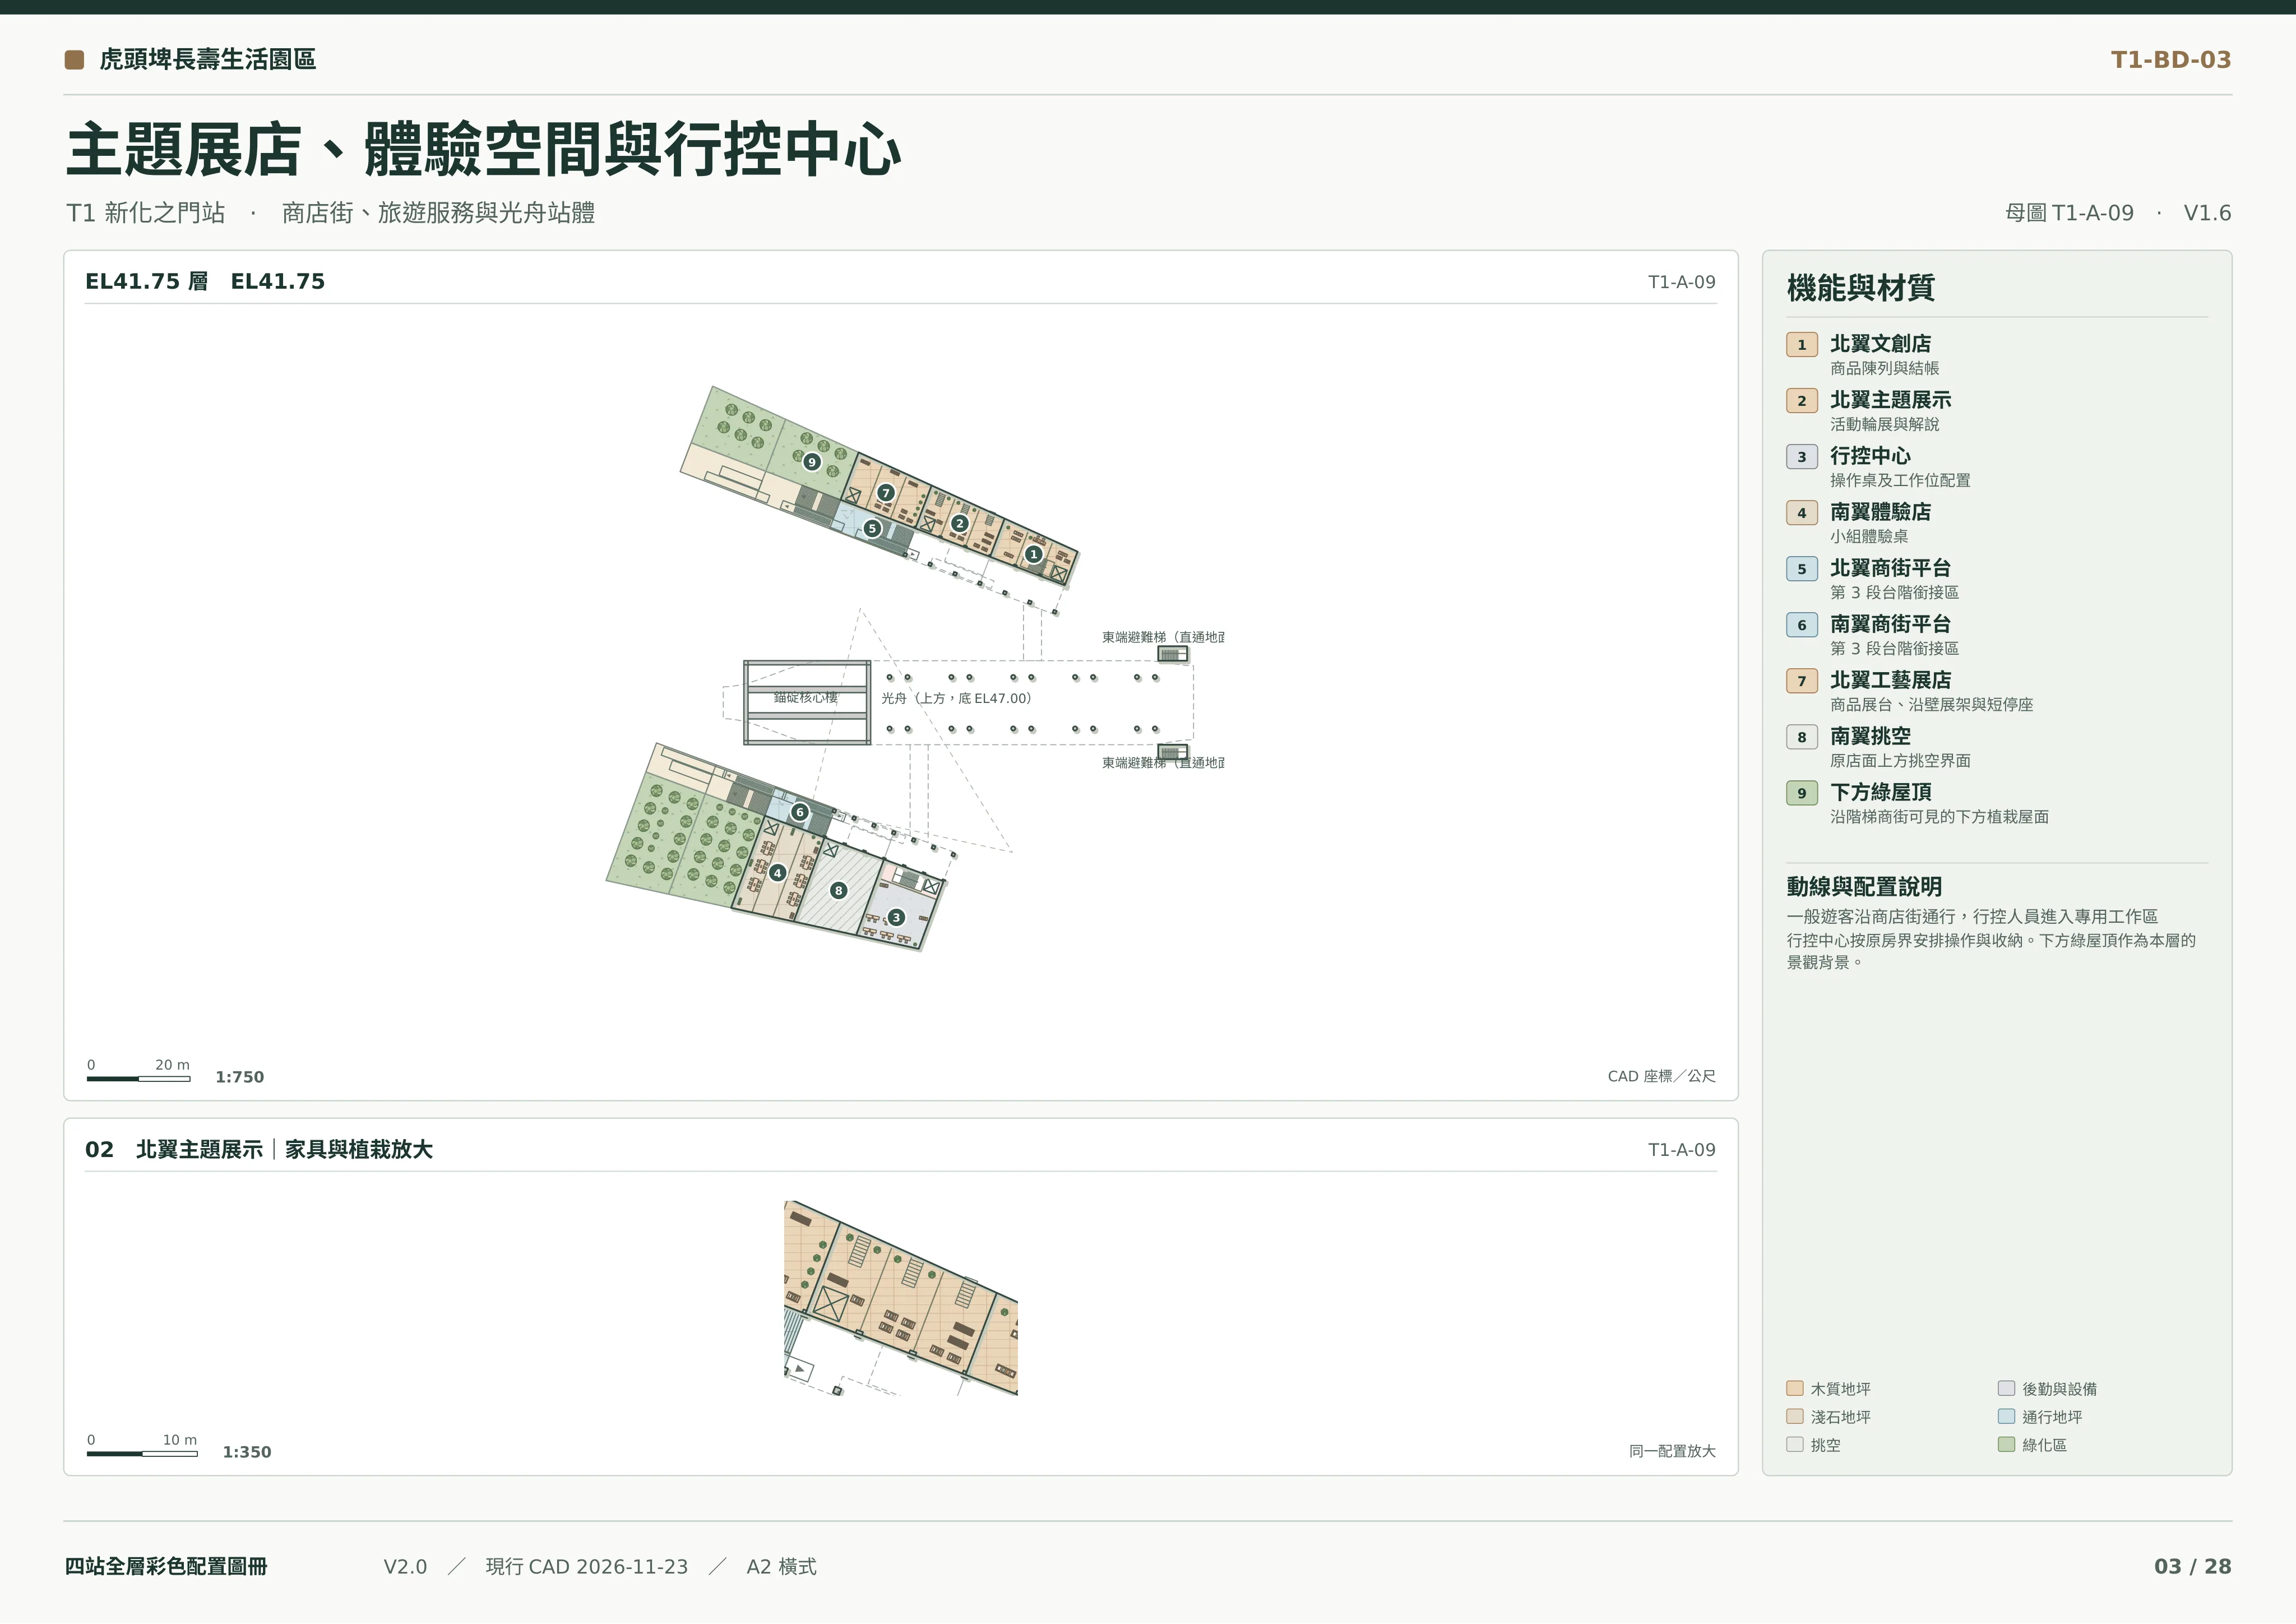 虎頭埤長壽生活園區
T1-BD-03
主題展店、體驗空間與行控中心
T1 新化之門站 · 商店街、旅遊服務與光舟站體
母圖 T1-A-09 · V1.6
EL41.75 層 EL41.75
T1-A-09
9
7
5
2
1
東端避難梯（直通地面
錨碇核心樓
光舟（上方，底 EL47.00）
東端避難梯（直通地面
6
4
8
3
0 20 m 1:750
CAD 座標／公尺
02 北翼主題展示｜家具與植栽放大
T1-A-09
0 10 m 1:350
同一配置放大
機能與材質
1 北翼文創店
商品陳列與結帳
2 北翼主題展示
活動輪展與解說
3 行控中心
操作桌及工作位配置
4 南翼體驗店
小組體驗桌
5 北翼商街平台
第 3 段台階銜接區
6 南翼商街平台
第 3 段台階銜接區
7 北翼工藝展店
商品展台、沿壁展架與短停座
8 南翼挑空
原店面上方挑空界面
9 下方綠屋頂
沿階梯商街可見的下方植栽屋面
動線與配置說明
一般遊客沿商店街通行，行控人員進入專用工作區
行控中心按原房界安排操作與收納。下方綠屋頂作為本層的
景觀背景。
木質地坪 後勤與設備
淺石地坪 通行地坪
挑空 綠化區
四站全層彩色配置圖冊 V2.0 ／ 現行 CAD 2026-11-23 ／ A2 橫式
03 / 28